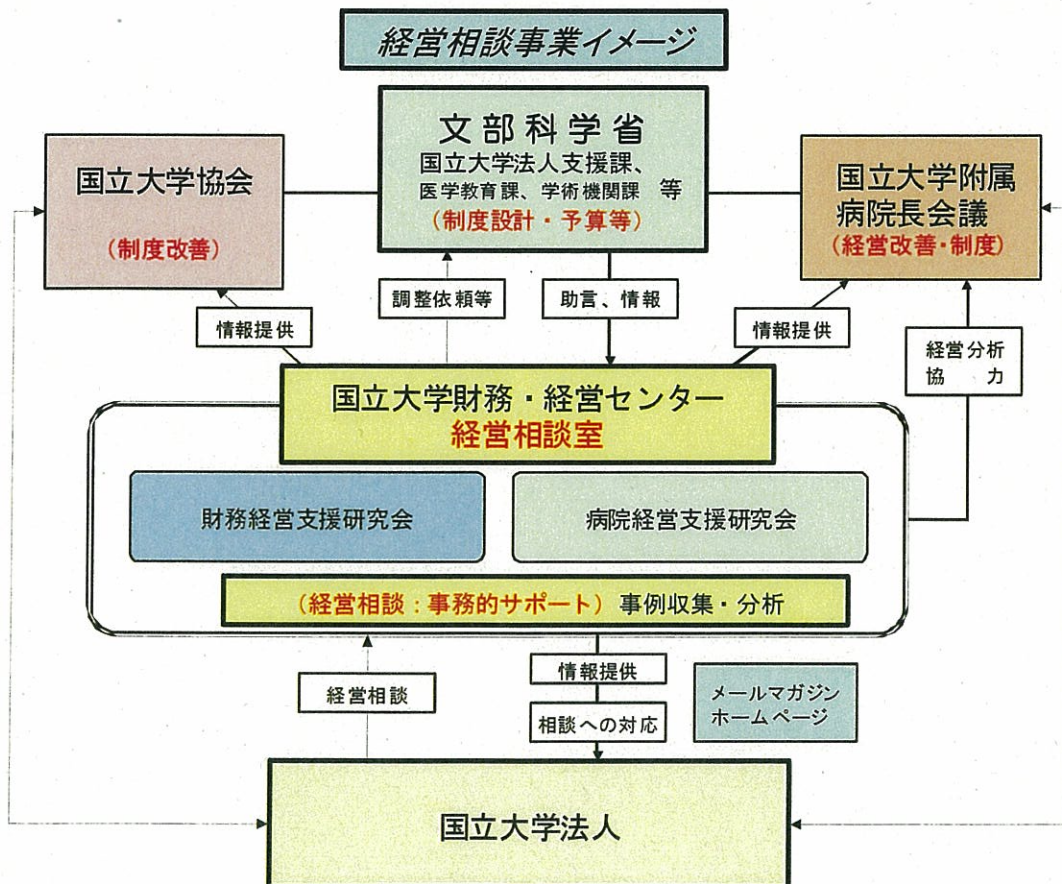 経営相談事業イメージ
文部科学省
国立大学法人支援課、
医学教育課、学術機関課 等
(制度設計・予算等)
国立大学協会
(制度改善)
国立大学附属
病院長会議
(経営改善・制度)
情報提供
調整依頼等
助言、情報
情報提供
経営分析
協 力
国立大学財務・経営センター
経営相談室
財務経営支援研究会
病院経営支援研究会
(経営相談:事務的サポート) 事例収集・分析
経営相談
情報提供
相談への対応
メールマガジン
ホームページ
国立大学法人